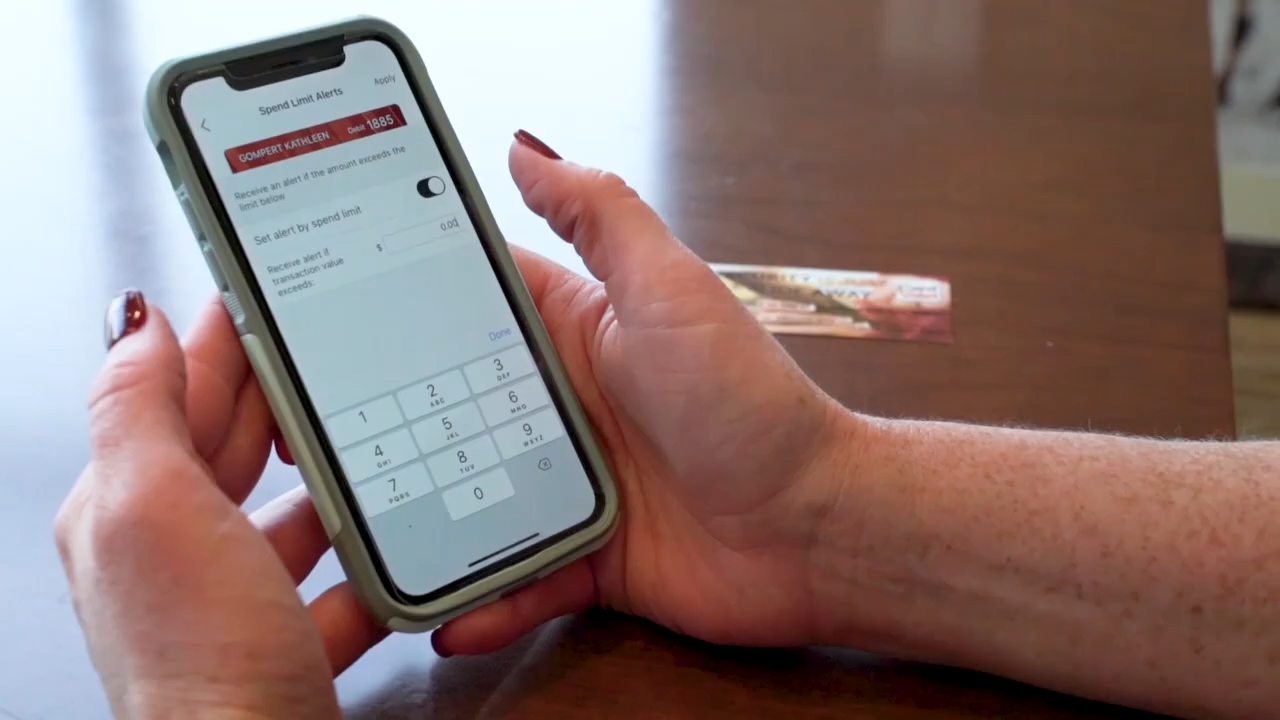 Apply
Spend Limit Alerts
GOMPERT KATHLEEN Debit 1885
Receive an alert if the amount exceeds the
limit below
Set alert by spend limit
Receive alert if
transaction value
exceeds:
$ 0.00
Done
1 2 ABC 3 DEF
4 GHI 5 JKL 6 MNO
7 PQRS 8 TUV 9 WXYZ
. 0